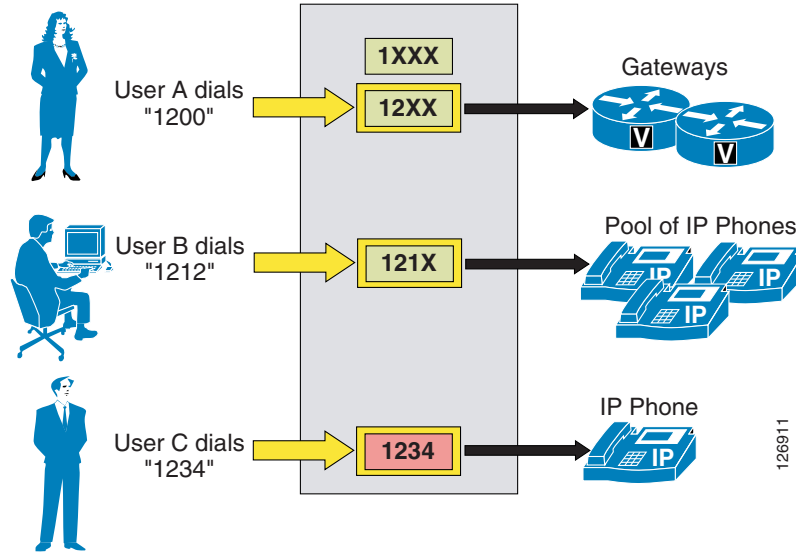 1XXX
Gateways
User A dials
"1200"
12XX
V
V
Pool of IP Phones
User B dials
"1212"
121X
IP
IP
IP
IP Phone
User C dials
"1234"
1234
IP
126911